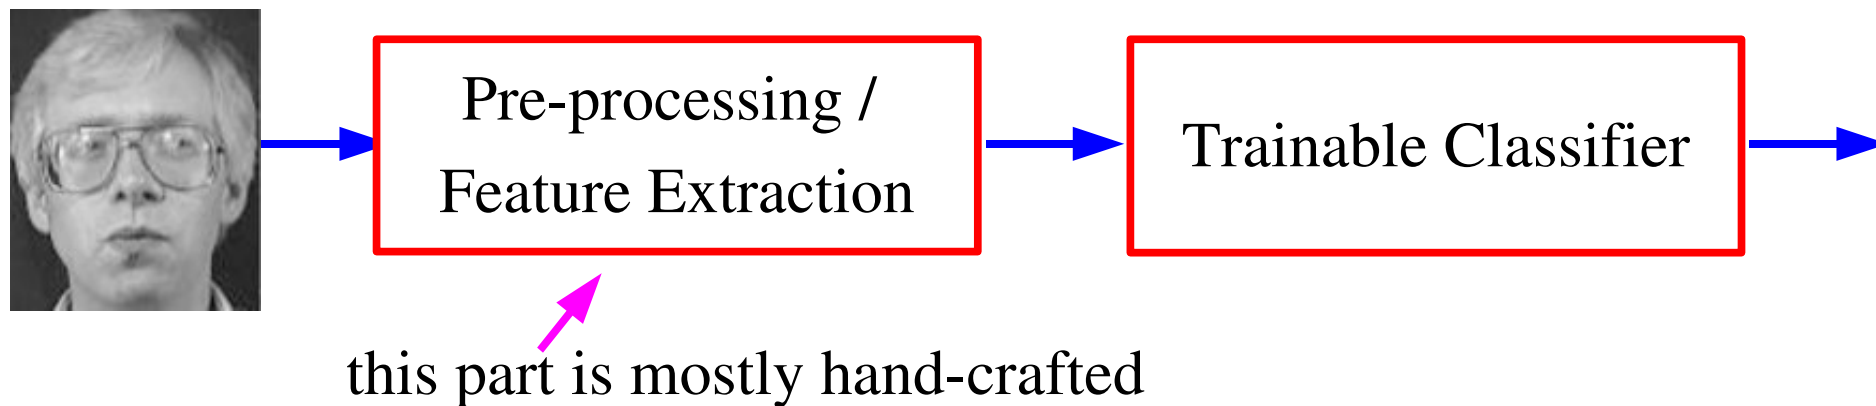 Pre-processing /
Feature Extraction
Trainable Classifier
this part is mostly hand-crafted